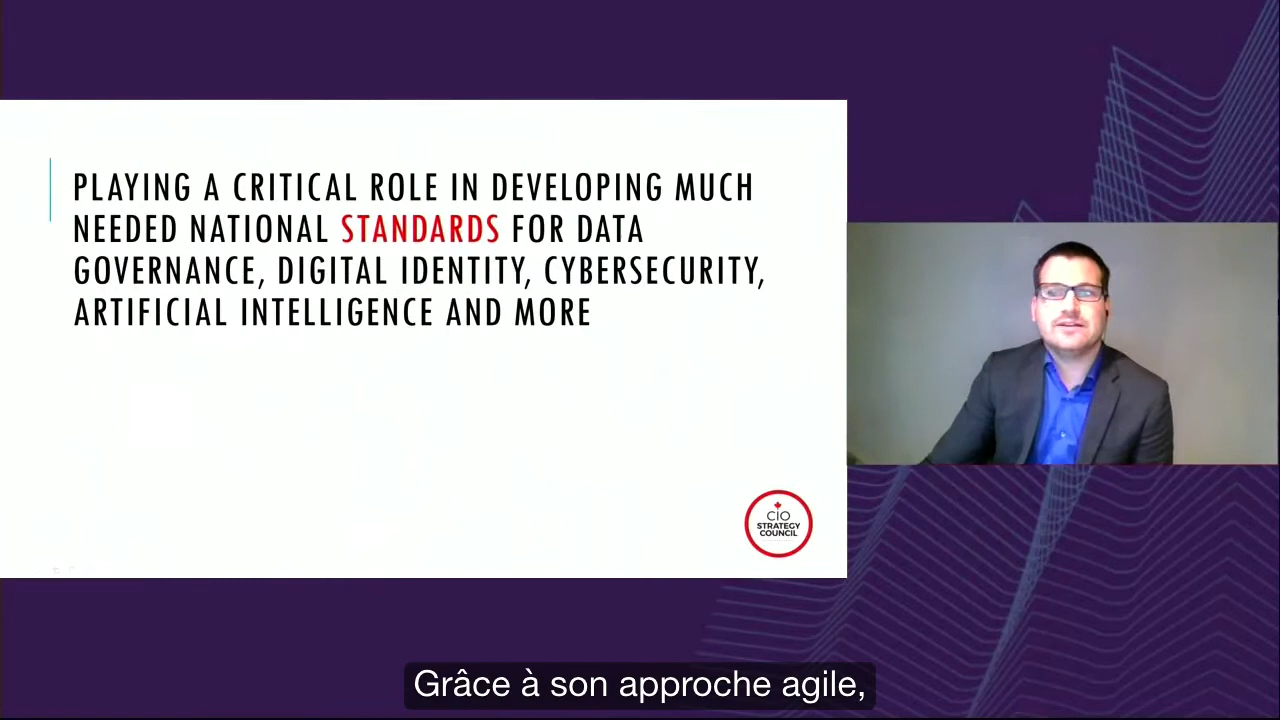 PLAYING A CRITICAL ROLE IN DEVELOPING MUCH
NEEDED NATIONAL STANDARDS FOR DATA
GOVERNANCE, DIGITAL IDENTITY, CYBERSECURITY,
ARTIFICIAL INTELLIGENCE AND MORE
CIO
STRATEGY
COUNCIL
Grâce à son approche agile,